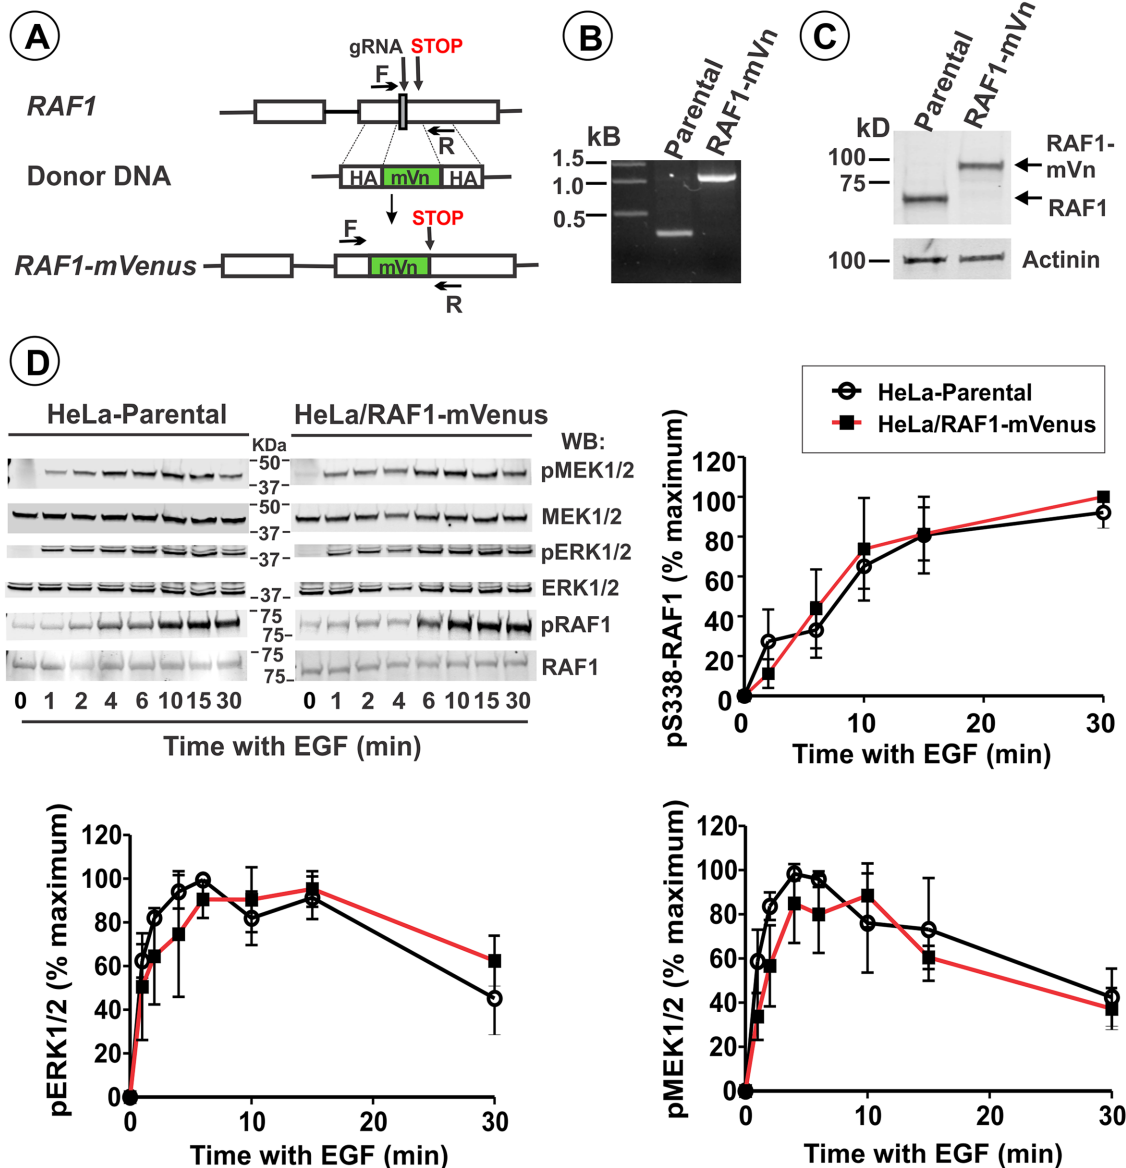 A
gRNA STOP
F
RAF1
R
Donor DNA
HA mVn HA
STOP
F
RAF1-mVenus
mVn
R
B
Parental
RAF1-mVn
kB
1.5
1.0
0.5
C
Parental
RAF1-mVn
kD
100
75
RAF1-
mVn
RAF1
100
Actinin
D
HeLa-Parental
HeLa/RAF1-mVenus
KDa
WB:
50
37
pMEK1/2
50
37
MEK1/2
37
pERK1/2
37
ERK1/2
75
75
pRAF1
75
75
RAF1
0 1 2 4 6 10 15 30
0 1 2 4 6 10 15 30
Time with EGF (min)
HeLa-Parental
HeLa/RAF1-mVenus
pS338-RAF1 (% maximum)
120
100
80
60
40
20
0
0 10 20 30
Time with EGF (min)
pERK1/2 (% maximum)
120
100
80
60
40
20
0
0 10 20 30
Time with EGF (min)
pMEK1/2 (% maximum)
120
100
80
60
40
20
0
0 10 20 30
Time with EGF (min)